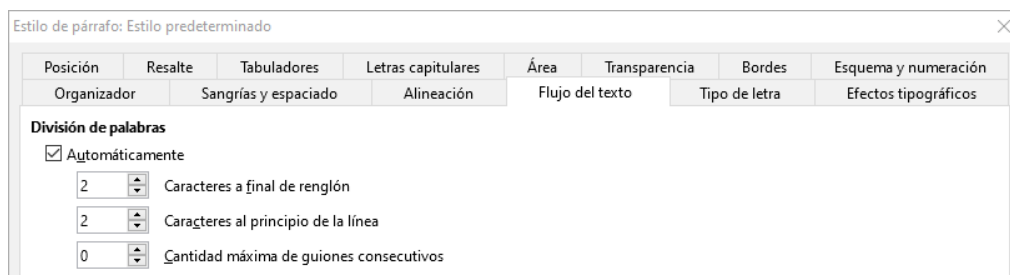 Estilo de párrafo: Estilo predeterminado
Posición Resalte Tabuladores Letras capitulares Área Transparencia Bordes Esquema y numeración
Organizador Sangrías y espaciado Alineación Flujo del texto Tipo de letra Efectos tipográficos
División de palabras
Automáticamente
2 Caracteres a final de renglón
2 Caracteres al principio de la línea
0 Cantidad máxima de guiones consecutivos